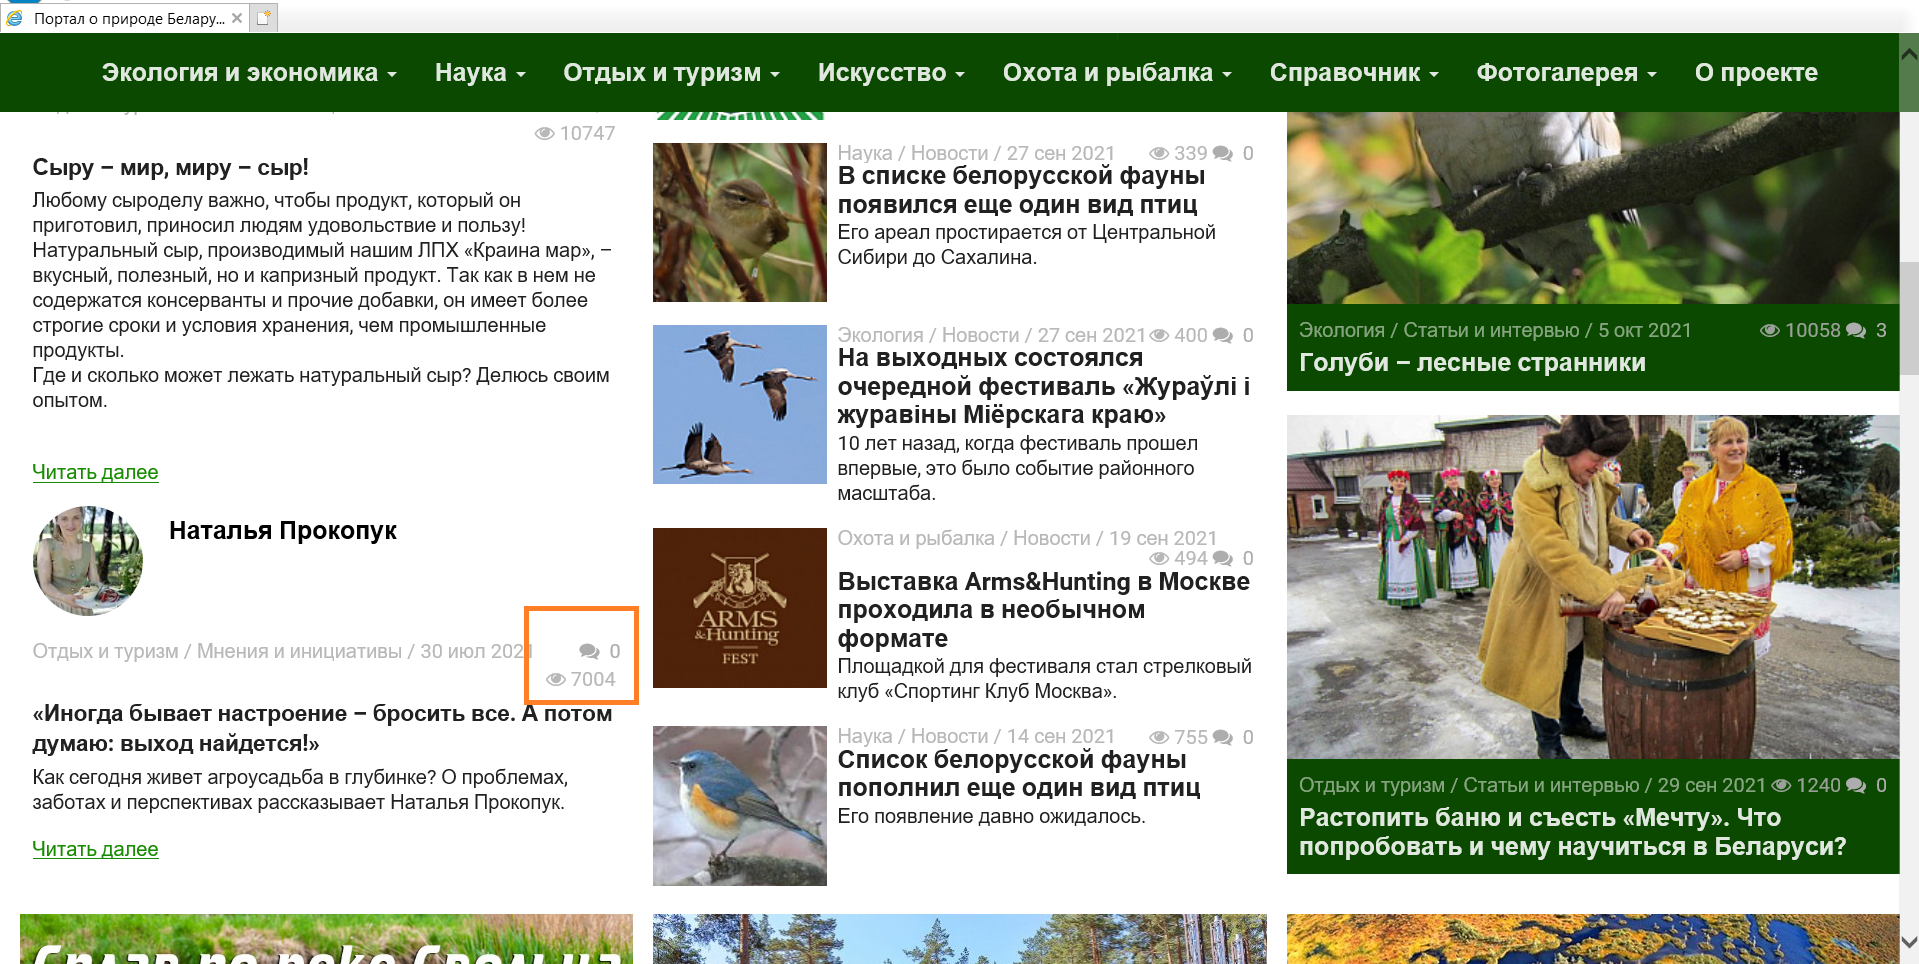 Портал о природе Белару...
Экология и экономика
Наука
Отдых и туризм
Искусство
Охота и рыбалка
Справочник
Фотогалерея
О проекте
10747
Сыру – мир, миру – сыр!
Любому сыроделу важно, чтобы продукт, который он
приготовил, приносил людям удовольствие и пользу!
Натуральный сыр, производимый нашим ЛПХ «Краина мар», –
вкусный, полезный, но и капризный продукт. Так как в нем не
содержатся консерванты и прочие добавки, он имеет более
строгие сроки и условия хранения, чем промышленные
продукты.
Где и сколько может лежать натуральный сыр? Делюсь своим
опытом.
Читать далее
Наталья Прокопук
Отдых и туризм / Мнения и инициативы / 30 июл 2021
0
7004
«Иногда бывает настроение – бросить все. А потом
думаю: выход найдется!»
Как сегодня живет агроусадьба в глубинке? О проблемах,
заботах и перспективах рассказывает Наталья Прокопук.
Читать далее
Наука / Новости / 27 сен 2021 339 0
В списке белорусской фауны
появился еще один вид птиц
Его ареал простирается от Центральной
Сибири до Сахалина.
Экология / Новости / 27 сен 2021 400 0
На выходных состоялся
очередной фестиваль «Жураўлі і
журавіны Міёрскага краю»
10 лет назад, когда фестиваль прошел
впервые, это было событие районного
масштаба.
ARMS
&Hunting
FEST
Охота и рыбалка / Новости / 19 сен 2021
494 0
Выставка Arms&Hunting в Москве
проходила в необычном
формате
Площадкой для фестиваля стал стрелковый
клуб «Спортинг Клуб Москва».
Наука / Новости / 14 сен 2021 755 0
Список белорусской фауны
пополнил еще один вид птиц
Его появление давно ожидалось.
Экология / Статьи и интервью / 5 окт 2021 10058 3
Голуби – лесные странники
Отдых и туризм / Статьи и интервью / 29 сен 2021 1240 0
Растопить баню и съесть «Мечту». Что
попробовать и чему научиться в Беларуси?
Сплав по реке